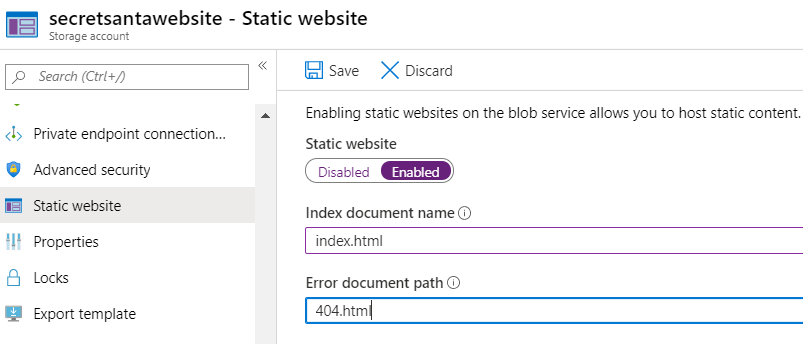 secretsantawebsite - Static website
Storage account
Search (Ctrl+/)
«
Private endpoint connection...
Advanced security
Static website
Properties
Locks
Export template
Save Discard
Enabling static websites on the blob service allows you to host static content.
Static website
Disabled Enabled
Index document name
index.html
Error document path
404.html